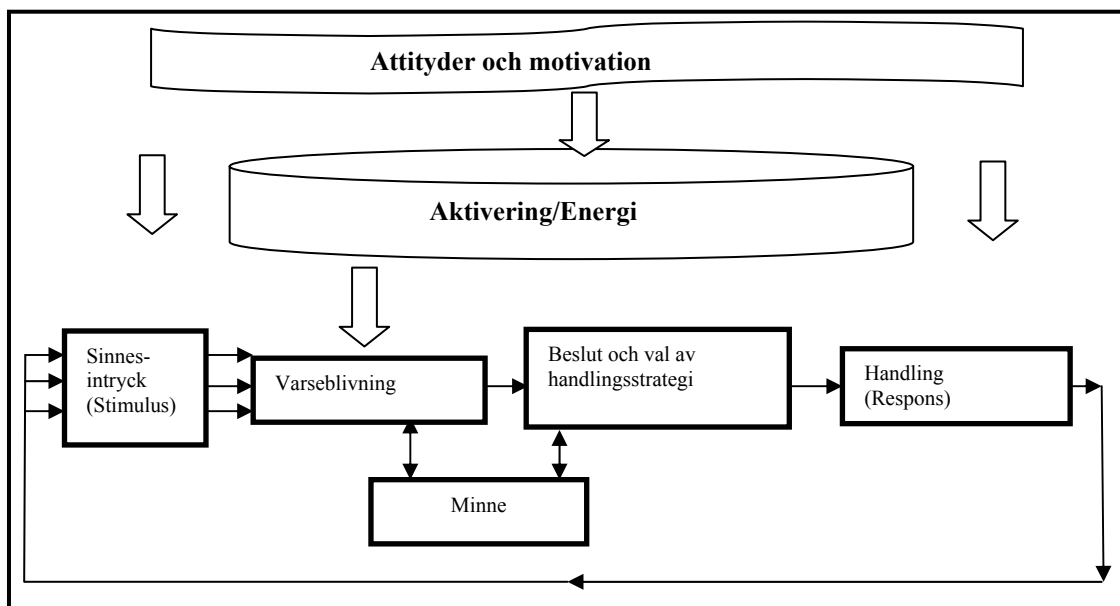 Attityder och motivation
Aktivering/Energi
Sinnes-
intryck
(Stimulus)
Varseblivning
Beslut och val av
handlingsstrategi
Handling
(Respons)
Minne